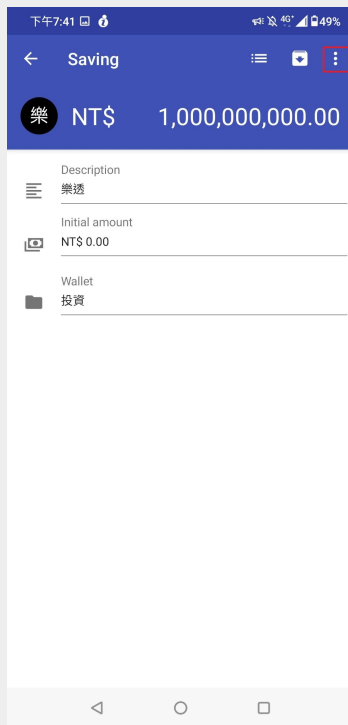 下午7:41 4G+ 49%
Saving
樂 NT$ 1,000,000,000.00
Description
樂透
Initial amount
NT$ 0.00
Wallet
投資